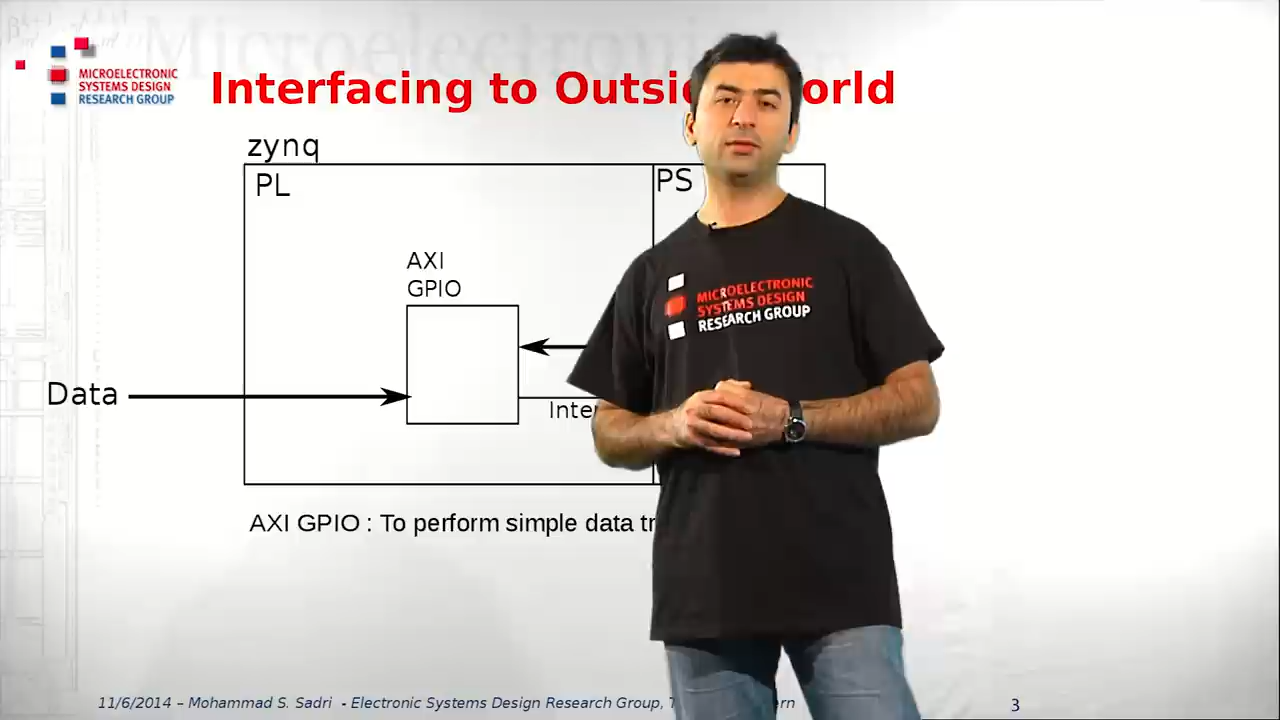 MICROELECTRONIC
SYSTEMS DESIGN
RESEARCH GROUP
Interfacing to Outside World
zynq
PL
PS
AXI
GPIO
MICROELECTRONIC
SYSTEMS DESIGN
RESEARCH GROUP
Data
Inter
AXI GPIO : To perform simple data tr
11/6/2014 – Mohammad S. Sadri - Electronic Systems Design Research Group,
3